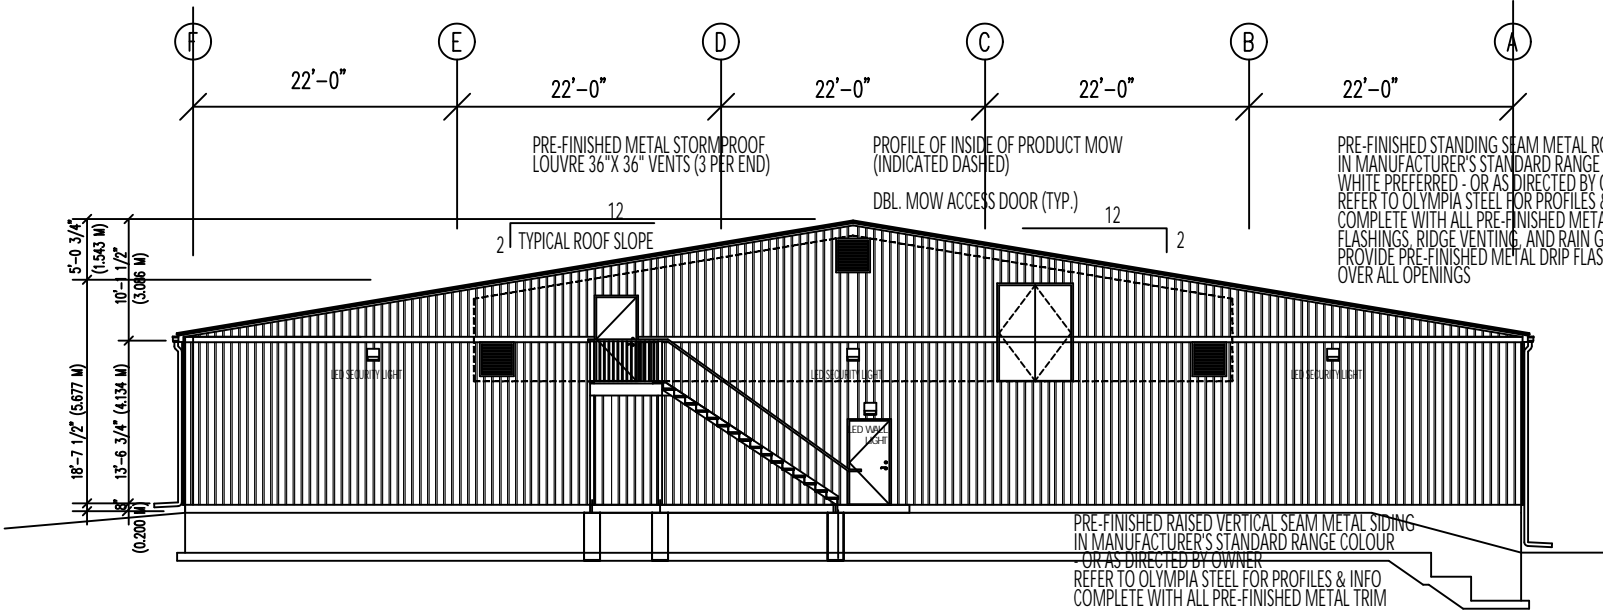 F
E
D
C
B
A
22'-0"
22'-0"
22'-0"
22'-0"
22'-0"
PRE-FINISHED METAL STORMPROOF
LOUVRE 36"X 36" VENTS (3 PER END)
PROFILE OF INSIDE OF PRODUCT MOW
(INDICATED DASHED)
DBL. MOW ACCESS DOOR (TYP.)
PRE-FINISHED STANDING SEAM METAL RO
IN MANUFACTURER'S STANDARD RANGE
WHITE PREFERRED - OR AS DIRECTED BY O
REFER TO OLYMPIA STEEL FOR PROFILES &
COMPLETE WITH ALL PRE-FINISHED META
FLASHINGS, RIDGE VENTING, AND RAIN G
PROVIDE PRE-FINISHED METAL DRIP FLAS
OVER ALL OPENINGS
12
2
TYPICAL ROOF SLOPE
12
2
5'-0 3/4"
(1.543 M)
10'-1 1/2"
(3.086 M)
18'-7 1/2" (5.677 M)
13'-6 3/4" (4.134 M)
8"
(0.200 M)
LED SECURITY LIGHT
LED SECURITY LIGHT
LED SECURITY LIGHT
LED WALL
LIGHT
PRE-FINISHED RAISED VERTICAL SEAM METAL SIDING
IN MANUFACTURER'S STANDARD RANGE COLOUR
- OR AS DIRECTED BY OWNER
REFER TO OLYMPIA STEEL FOR PROFILES & INFO
COMPLETE WITH ALL PRE-FINISHED METAL TRIM